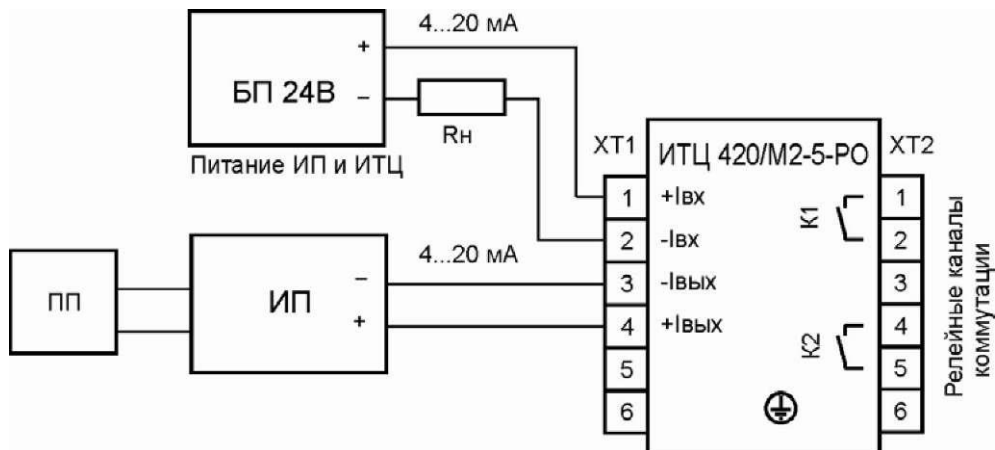 4...20 мА
+
БП 24В
–
Rн
Питание ИП и ИТЦ
XT1
ИТЦ 420/М2-5-РО
XT2
1
+Iвх
К1
1
2
-Iвх
2
4...20 мА
3
-Iвых
3
ПП
ИП
–
+
4
+Iвых
К2
4
5
5
6
6
Релейные каналы
коммутации